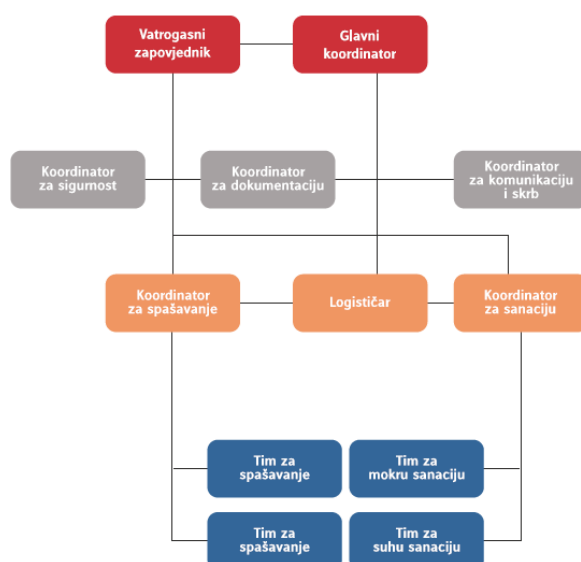 Vatrogasni
zapovjednik
Glavni
koordinator
Koordinator
za sigurnost
Koordinator
za dokumentaciju
Koordinator
za komunikaciju
i skrb
Koordinator
za spašavanje
Logističar
Koordinator
za sanaciju
Tim za
spašavanje
Tim za
mokru sanaciju
Tim za
spašavanje
Tim za
suhu sanaciju